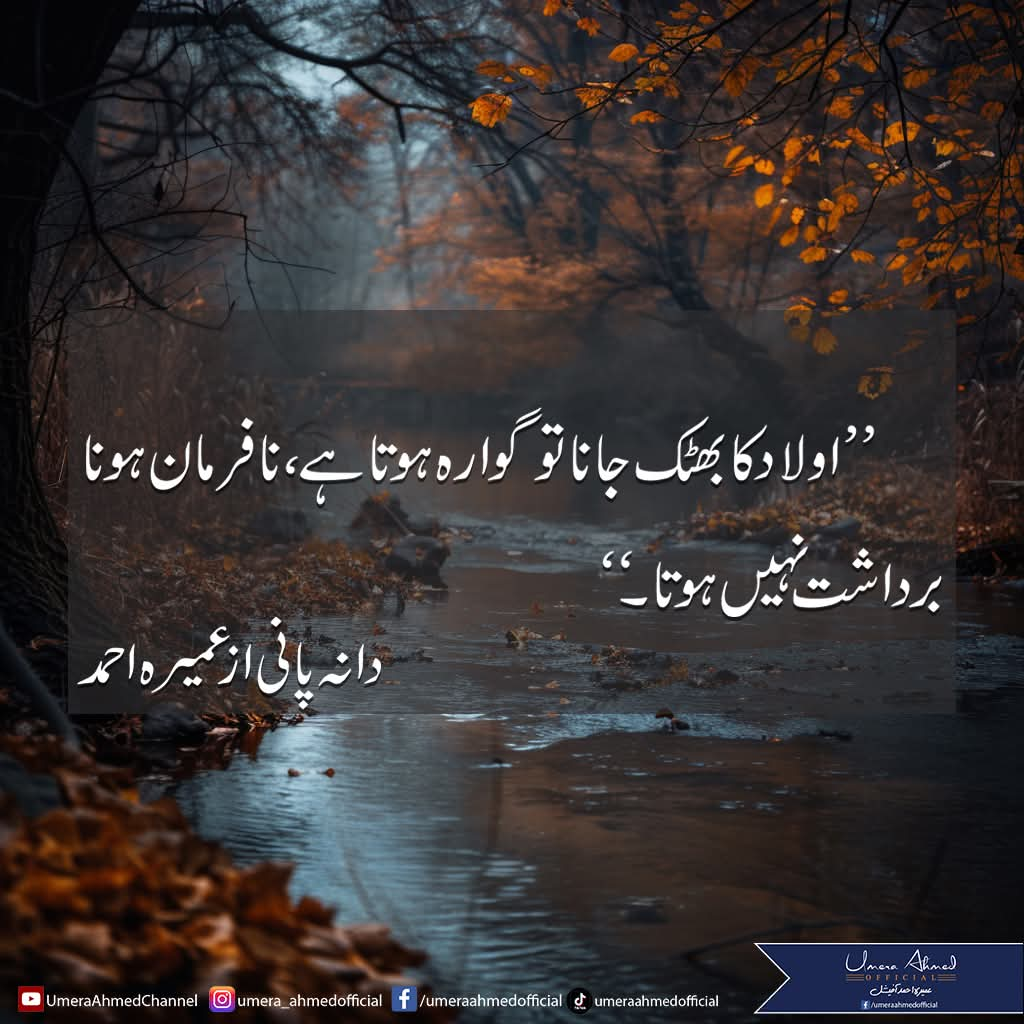 ’’اولاد کا بھٹک جانا تو گوارہ ہوتا ہے، نافرمان ہونا
برداشت نہیں ہوتا۔‘‘
دانہ پانی از عمیرہ احمد
Umera Ahmed
OFFICIAL
عمیرہ احمد آفیشل
/umeraahmedofficial
UmeraAhmedChannel umera_ahmedofficial /umeraahmedofficial umeraahmedofficial